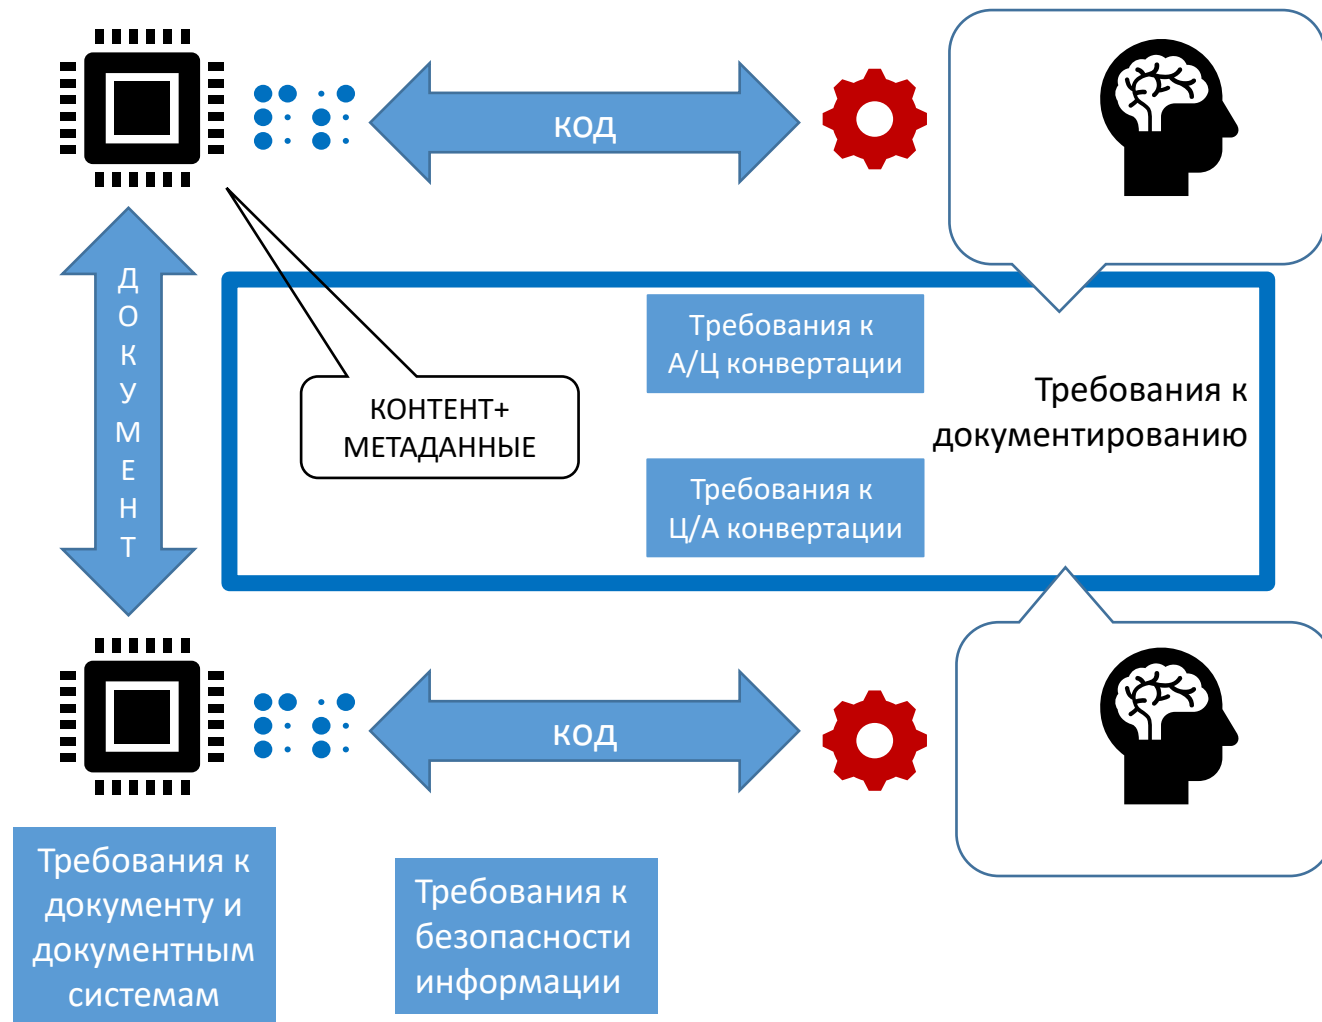 код
Д
О
К
У
М
Е
Н
Т
Требования к
А/Ц конвертации
КОНТЕНТ+
МЕТАДАННЫЕ
Требования к
документированию
Требования к
Ц/А конвертации
код
Требования к
документу и
документным
системам
Требования к
безопасности
информации